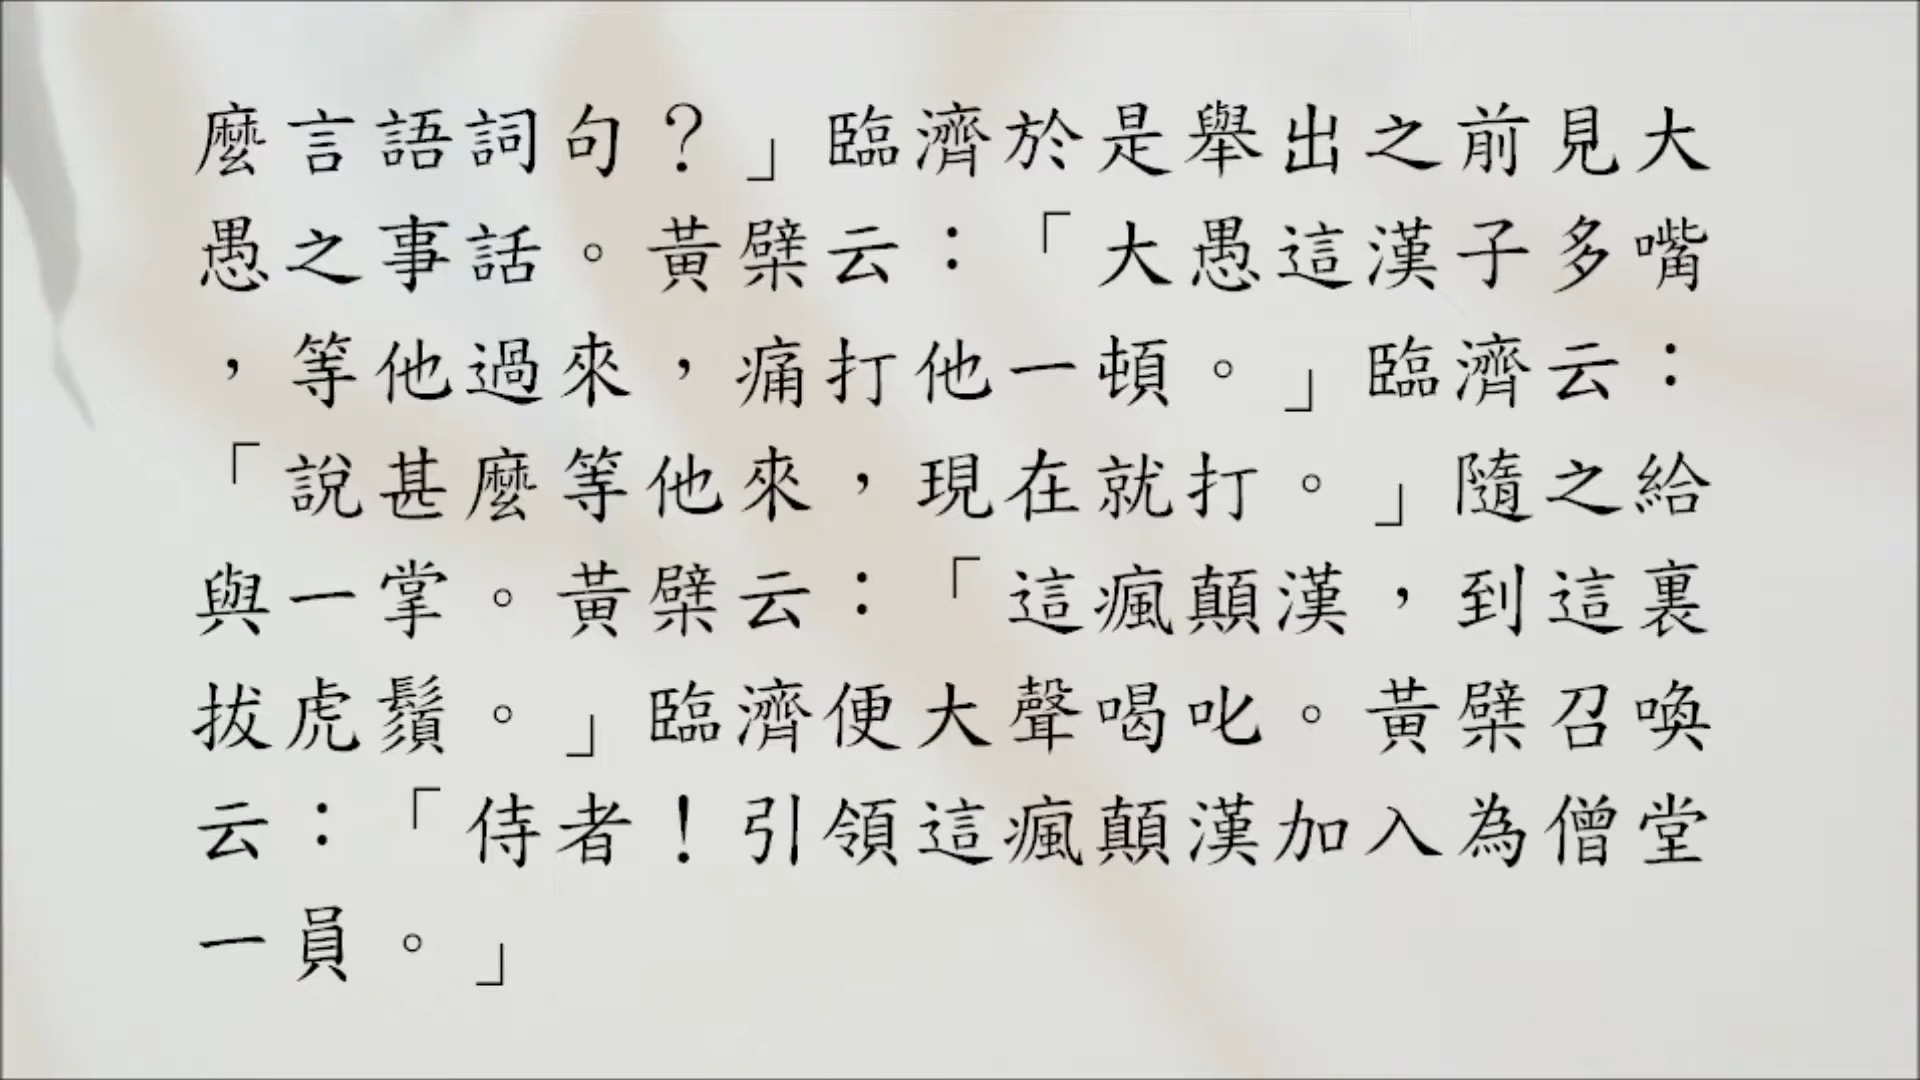 麼言語詞句？」臨濟於是舉出之前見大
愚之事話。黃檗云：「大愚這漢子多嘴
，等他過來，痛打他一頓。」臨濟云：
「說甚麼等他來，現在就打。」隨之給
與一掌。黃檗云：「這瘋顛漢，到這裏
拔虎鬚。」臨濟便大聲喝叱。黃檗召喚
云：「侍者！引領這瘋顛漢加入為僧堂
一員。」